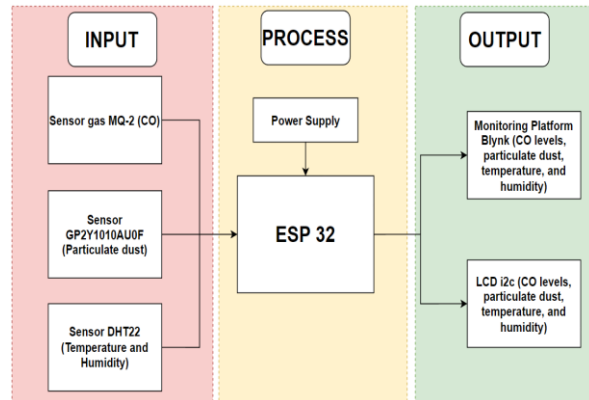 INPUT
PROCESS
OUTPUT
Sensor gas MQ-2 (CO)
Sensor
GP2Y1010AU0F
(Particulate dust)
Sensor DHT22
(Temperature and
Humidity)
Power Supply
ESP 32
Monitoring Platform
Blynk (CO levels,
particulate dust,
temperature, and
humidity)
LCD i2c (CO levels,
particulate dust,
temperature, and
humidity)